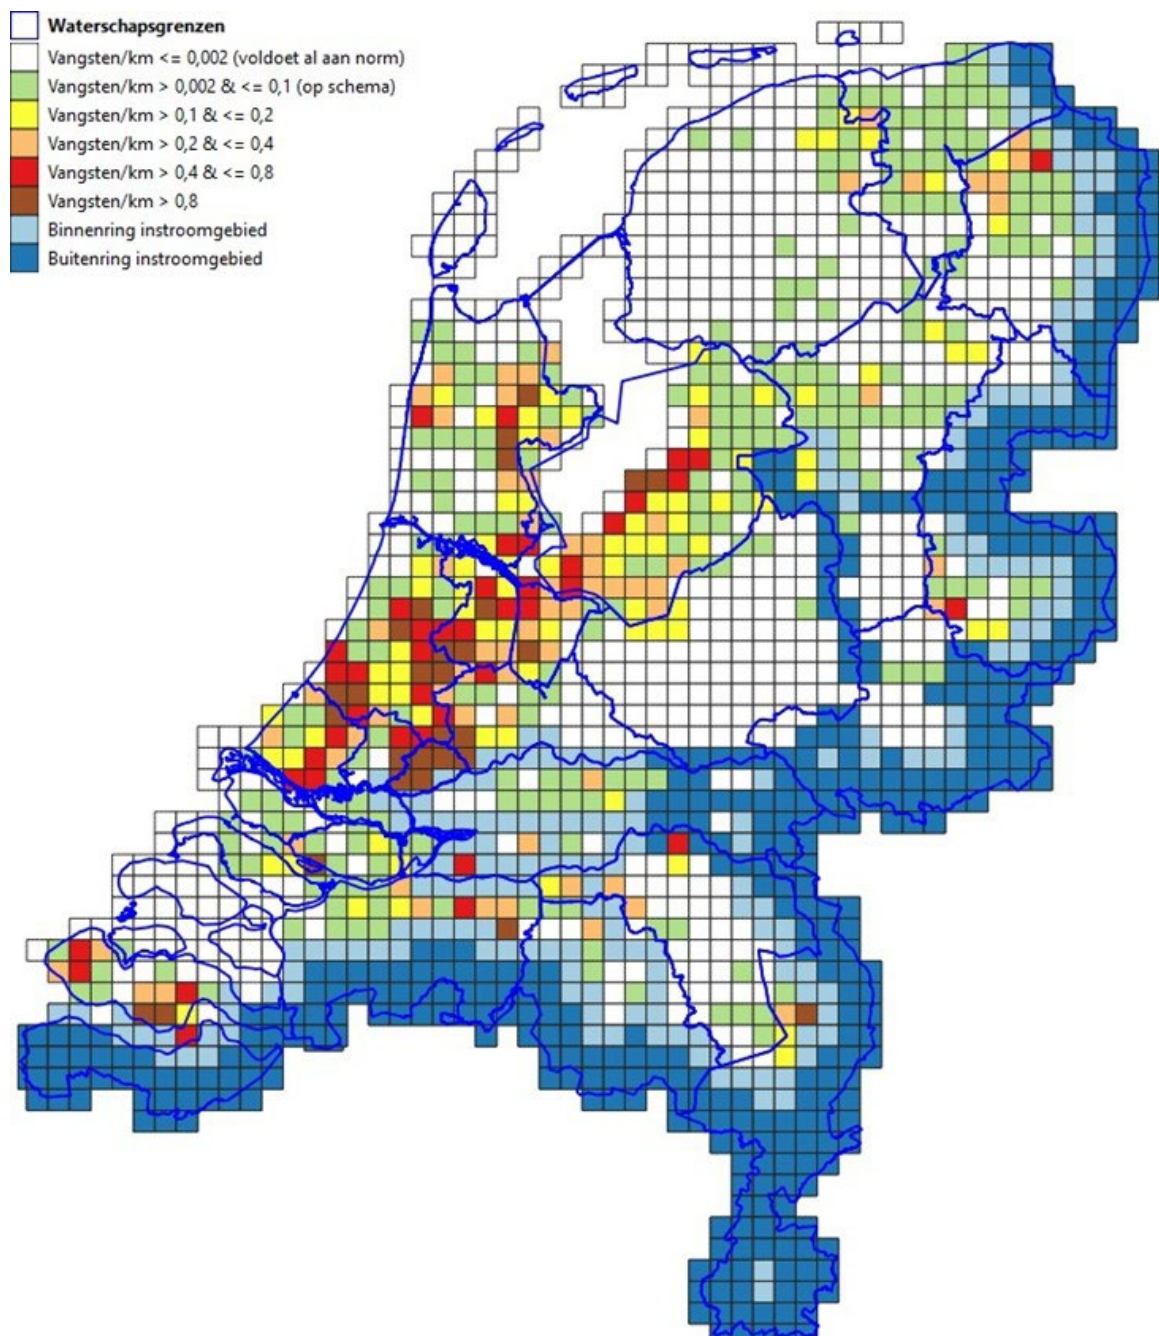 Waterschapsgrenzen
Vangsten/km <= 0,002 (voldoet al aan norm)
Vangsten/km > 0,002 & <= 0,1 (op schema)
Vangsten/km > 0,1 & <= 0,2
Vangsten/km > 0,2 & <= 0,4
Vangsten/km > 0,4 & <= 0,8
Vangsten/km > 0,8
Binnenring instroomgebied
Buitenring instroomgebied